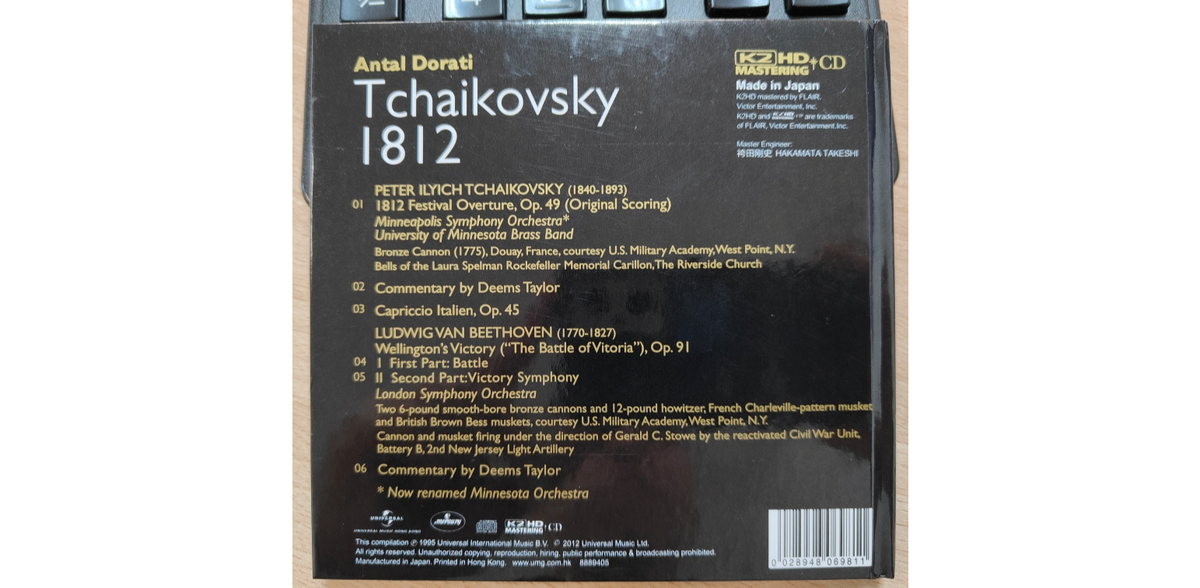 Antal Dorati
Tchaikovsky
1812
K2 HD
MASTERING + CD
Made in Japan
K2HD mastered by FLAIR,
Victor Entertainment, Inc.
K2HD and K2 HD ™ are trademarks
of FLAIR, Victor Entertainment.Inc.
Master Engineer:
袴田剛史 HAKAMATA TAKESHI
PETER ILYICH TCHAIKOVSKY (1840-1893)
01 1812 Festival Overture, Op. 49 (Original Scoring)
Minneapolis Symphony Orchestra*
University of Minnesota Brass Band
Bronze Cannon (1775), Douay, France, courtesy U.S. Military Academy, West Point, N.Y.
Bells of the Laura Spelman Rockefeller Memorial Carillon, The Riverside Church
02 Commentary by Deems Taylor
03 Capriccio Italien, Op. 45
LUDWIG VAN BEETHOVEN (1770-1827)
Wellington's Victory ("The Battle of Vitoria"), Op. 91
04 I First Part: Battle
05 II Second Part: Victory Symphony
London Symphony Orchestra
Two 6-pound smooth-bore bronze cannons and 12-pound howitzer, French Charleville-pattern musket
and British Brown Bess muskets, courtesy U.S. Military Academy, West Point, N.Y.
Cannon and musket firing under the direction of Gerald C. Stowe by the reactivated Civil War Unit,
Battery B, 2nd New Jersey Light Artillery
06 Commentary by Deems Taylor
* Now renamed Minnesota Orchestra
UNIVERSAL
MERCURY
K2 HD
MASTERING + CD
This compilation ℗ 1995 Universal International Music B.V. © 2012 Universal Music Ltd.
All rights reserved. Unauthorized copying, reproduction, hiring, public performance & broadcasting prohibited.
Manufactured in Japan. Printed in Hong Kong. www.umg.com.hk 8889405
0 028948 069811